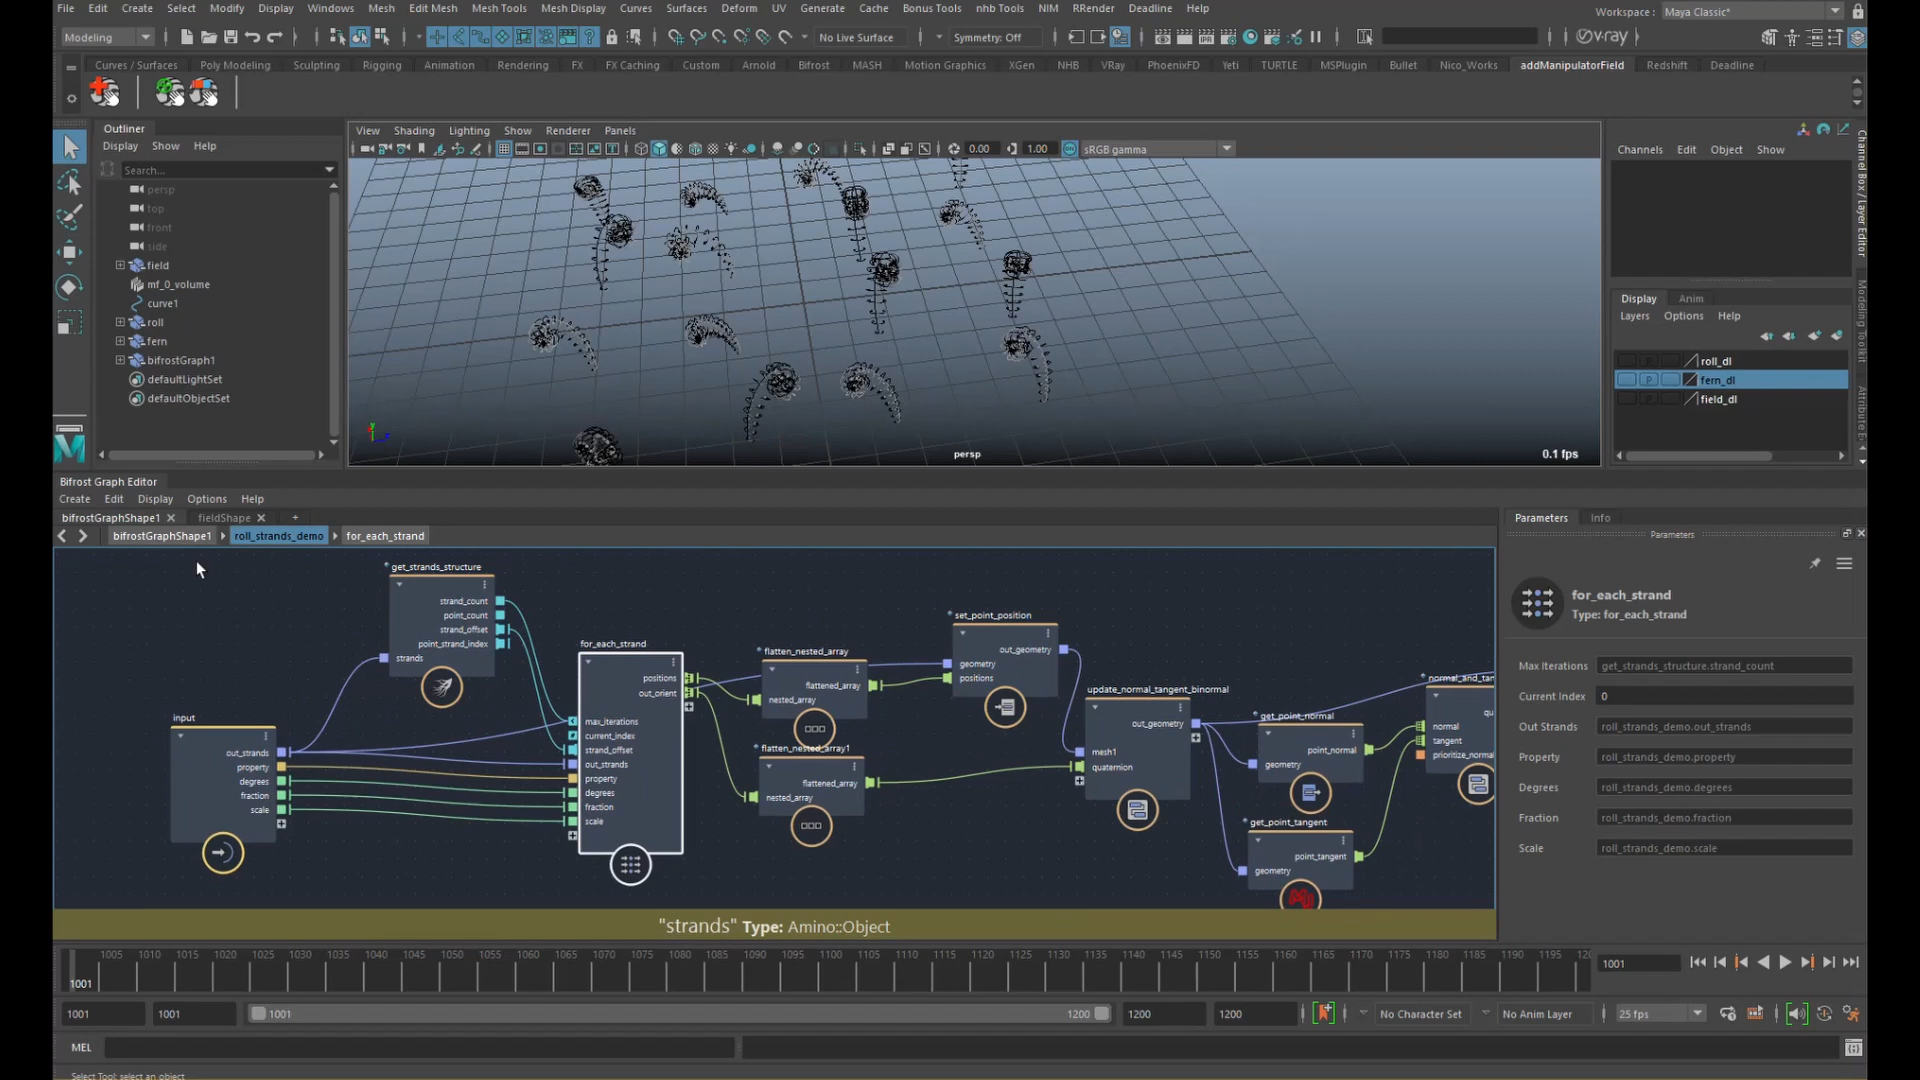 File Edit Create Select Modify Display Windows Mesh Edit Mesh Mesh Tools Mesh Display Curves Surfaces Deform UV Generate Cache Bonus Tools nhb Tools NIM RRender Deadline Help
Workspace : Maya Classic*
Modeling
No Live Surface
Symmetry: Off
v-ray
Curves / Surfaces Poly Modeling Sculpting Rigging Animation Rendering FX FX Caching Custom Arnold Bifrost MASH Motion Graphics XGen NHB VRay PhoenixFD Yeti TURTLE MSPlugin Bullet Nico_Works addManipulatorField Redshift Deadline
Outliner
Display Show Help
Search...
persp
top
front
side
field
mf_0_volume
curve1
roll
fern
bifrostGraph1
defaultLightSet
defaultObjectSet
View Shading Lighting Show Renderer Panels
0.00 1.00 sRGB gamma
persp
0.1 fps
Channels Edit Object Show
Channel Box / Layer Editor
Modeling Toolkit
Attribute E
Display Anim
Layers Options Help
roll_dl
P fern_dl
field_dl
Bifrost Graph Editor
Create Edit Display Options Help
bifrostGraphShape1 fieldShape +
bifrostGraphShape1 roll_strands_demo for_each_strand
get_strands_structure
strand_count
point_count
strand_offset
point_strand_index
strands
input
out_strands
property
degrees
fraction
scale
for_each_strand
positions
out_orient
max_iterations
current_index
strand_offset
out_strands
property
degrees
fraction
scale
flatten_nested_array
flattened_array
nested_array
flatten_nested_array1
flattened_array
nested_array
set_point_position
out_geometry
geometry
positions
update_normal_tangent_binormal
out_geometry
mesh1
quaternion
get_point_normal
point_normal
geometry
get_point_tangent
point_tangent
geometry
normal_and_tan
qu
normal
tangent
prioritize_normal
"strands" Type: Amino::Object
Parameters Info
Parameters
for_each_strand
Type: for_each_strand
Max Iterations get_strands_structure.strand_count
Current Index 0
Out Strands roll_strands_demo.out_strands
Property roll_strands_demo.property
Degrees roll_strands_demo.degrees
Fraction roll_strands_demo.fraction
Scale roll_strands_demo.scale
1005 1010 1015 1020 1025 1030 1035 1040 1045 1050 1055 1060 1065 1070 1075 1080 1085 1090 1095 1100 1105 1110 1115 1120 1125 1130 1135 1140 1145 1150 1155 1160 1165 1170 1175 1180 1185 1190 1195 120
1001
1001
1001 1001 1001 1200 1200 1200 No Character Set No Anim Layer 25 fps
MEL
Select Tool: select an object